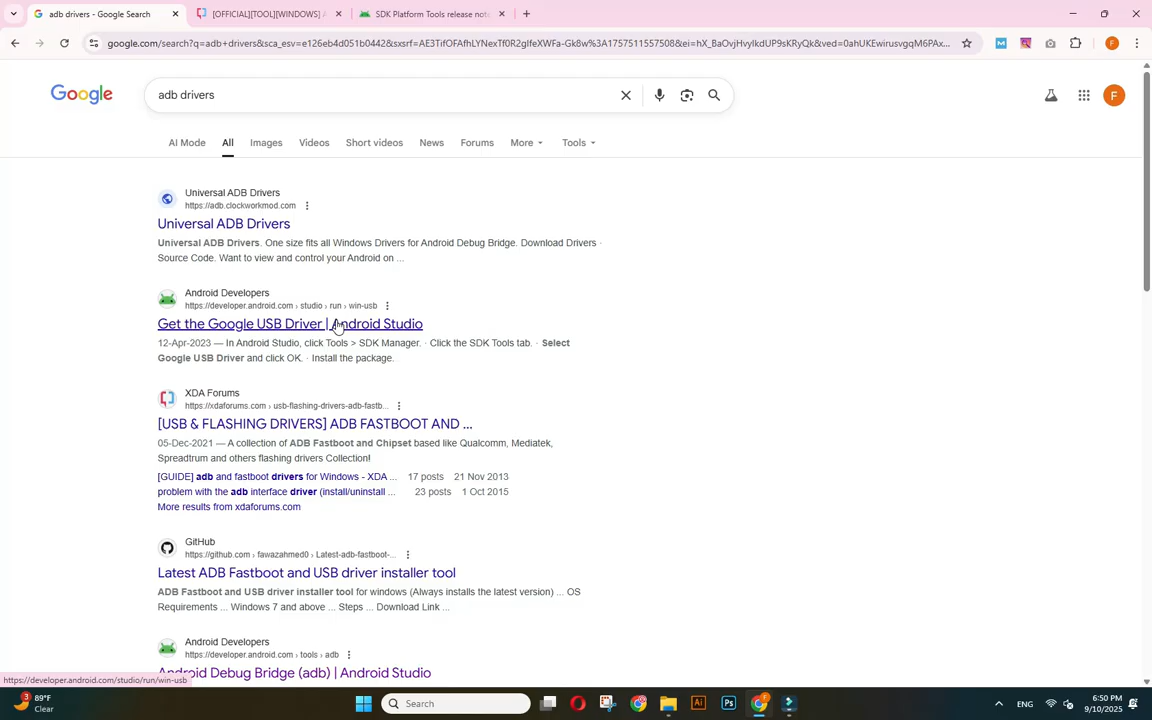 adb drivers - Google Search
[OFFICIAL][TOOL][WINDOWS] A
SDK Platform Tools release not
google.com/search?q=adb+drivers&sca_esv=e126eb4d051b0442&sxsrf=AE3TifOFAfhLYNexTf0R2gIfeXWFa-Gk8w%3A1757511557508&ei=hX_BaOvjHvylkdUP9sKRyQk&ved=0ahUKEwirusvgqM6PAx...
F
Google
adb drivers
F
AI Mode
All
Images
Videos
Short videos
News
Forums
More
Tools
Universal ADB Drivers
https://adb.clockworkmod.com
Universal ADB Drivers
Universal ADB Drivers. One size fits all Windows Drivers for Android Debug Bridge. Download Drivers ·
Source Code. Want to view and control your Android on ...
Android Developers
https://developer.android.com › studio › run › win-usb
Get the Google USB Driver | Android Studio
12-Apr-2023 — In Android Studio, click Tools > SDK Manager. · Click the SDK Tools tab. · Select
Google USB Driver and click OK. · Install the package.
XDA Forums
https://xdaforums.com › usb-flashing-drivers-adb-fastb...
[USB & FLASHING DRIVERS] ADB FASTBOOT AND ...
05-Dec-2021 — A collection of ADB Fastboot and Chipset based like Qualcomm, Mediatek,
Spreadtrum and others flashing drivers Collection!
[GUIDE] adb and fastboot drivers for Windows - XDA ... 17 posts 21 Nov 2013
problem with the adb interface driver (install/uninstall ... 23 posts 1 Oct 2015
More results from xdaforums.com
GitHub
https://github.com › fawazahmed0 › Latest-adb-fastboot-...
Latest ADB Fastboot and USB driver installer tool
ADB Fastboot and USB driver installer tool for windows (Always installs the latest version) ... OS
Requirements ... Windows 7 and above ... Steps ... Download Link ...
Android Developers
https://developer.android.com › tools › adb
Android Debug Bridge (adb) | Android Studio
https://developer.android.com/studio/run/win-usb
3
89°F
Clear
Search
Ai
Ps
F
ENG
6:50 PM
9/10/2025